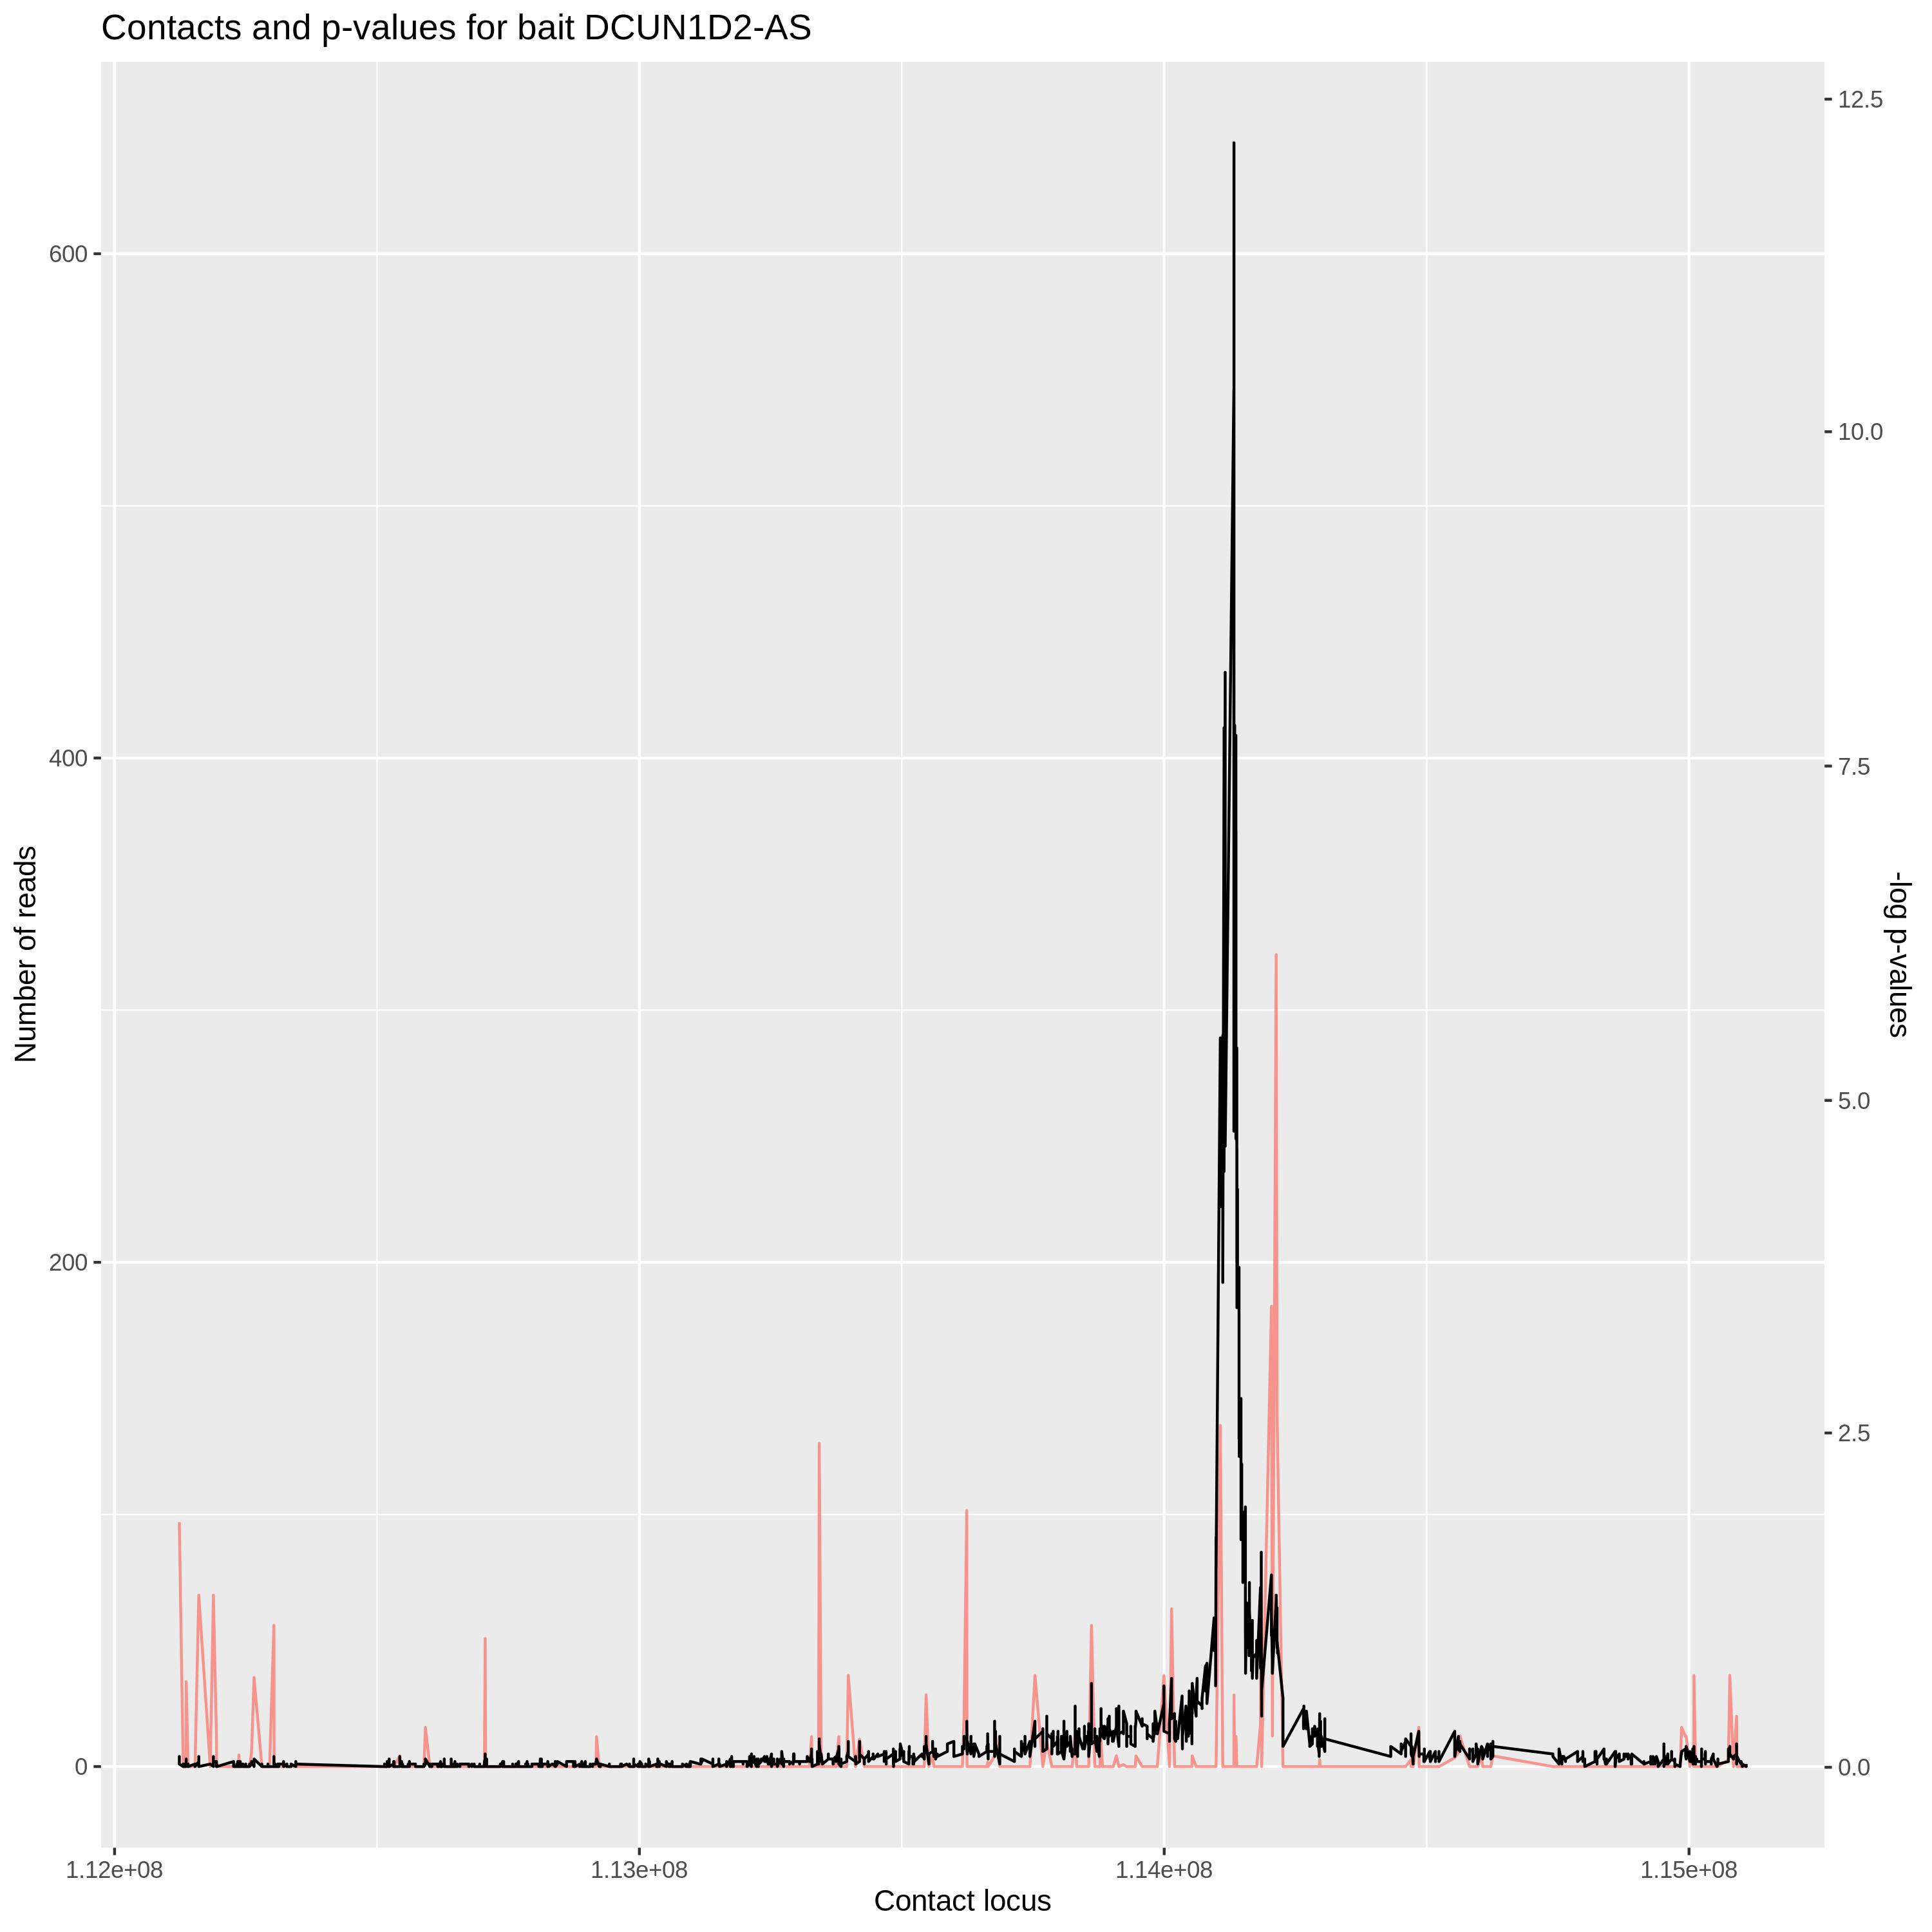 Contacts and p-values for bait DCUN1D2-AS
12.5
600
10.0
400
7.5
Number of reads
-log p-values
5.0
200
2.5
0
0.0
1.12e+08
1.13e+08
1.14e+08
1.15e+08
Contact locus